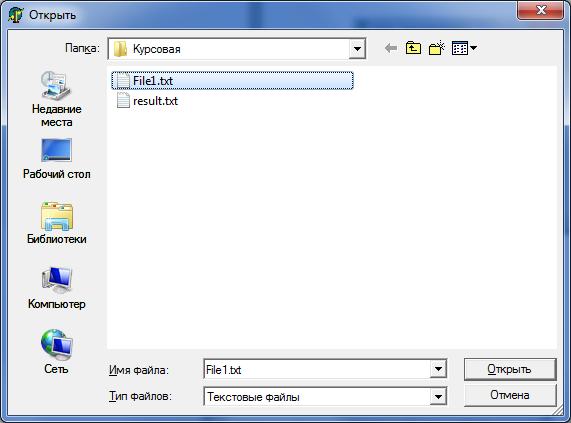 Открыть
Папка: Курсовая
File1.txt
result.txt
Недавние
места
Рабочий стол
Библиотеки
Компьютер
Сеть
Имя файла: File1.txt Открыть
Тип файлов: Текстовые файлы Отмена